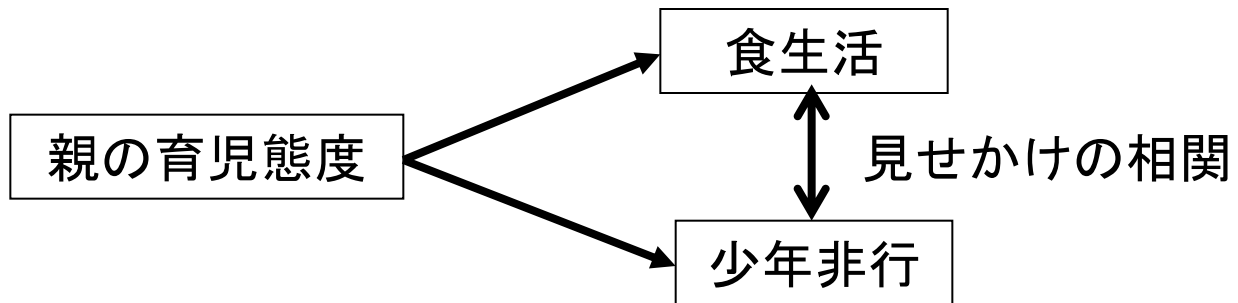 食生活
親の育児態度
見せかけの相関
少年非行